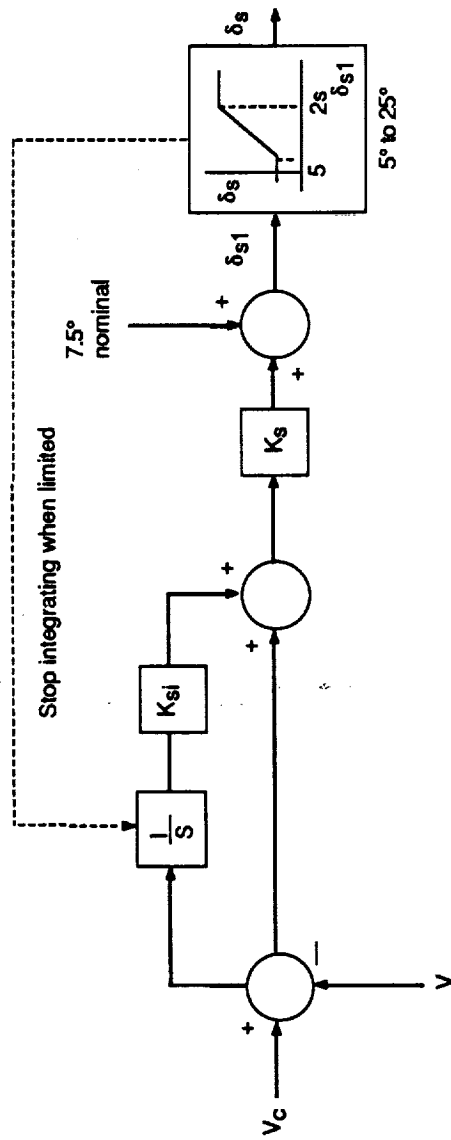 Stop integrating when limited
7.5°
nominal
Vc
+
−
V
1
S
Ksi
+
+
Ks
+
+
δs1
δs
5
2s
δs1
5° to 25°
δs